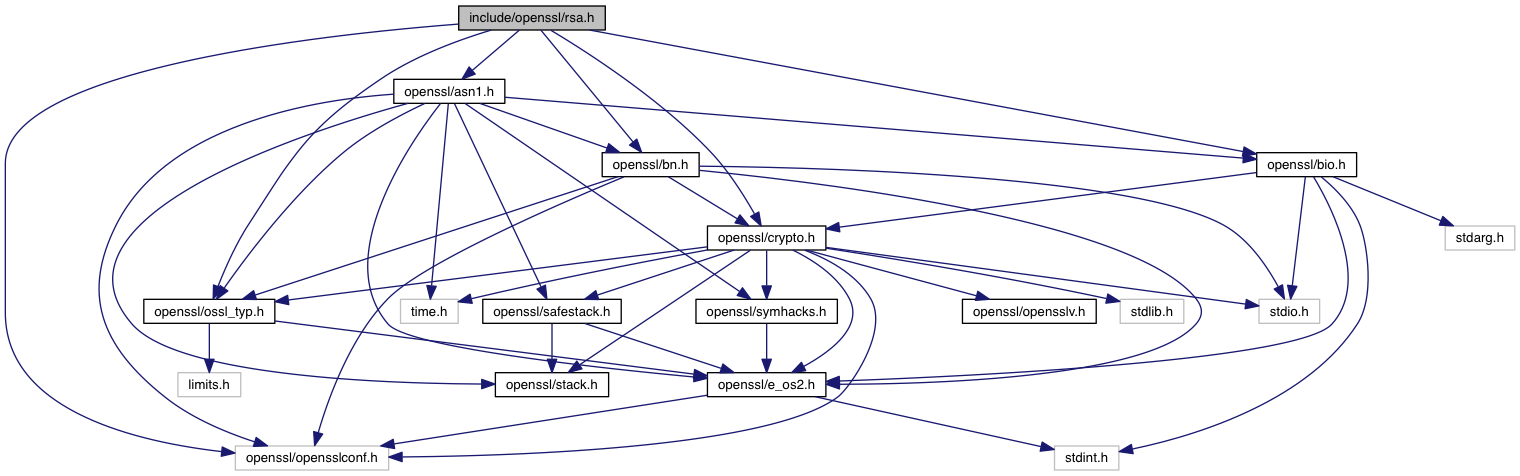 include/openssl/rsa.h
openssl/asn1.h
openssl/bn.h
openssl/bio.h
openssl/crypto.h
stdarg.h
openssl/ossl_typ.h
time.h
openssl/safestack.h
openssl/symhacks.h
openssl/opensslv.h
stdlib.h
stdio.h
limits.h
openssl/stack.h
openssl/e_os2.h
openssl/opensslconf.h
stdint.h